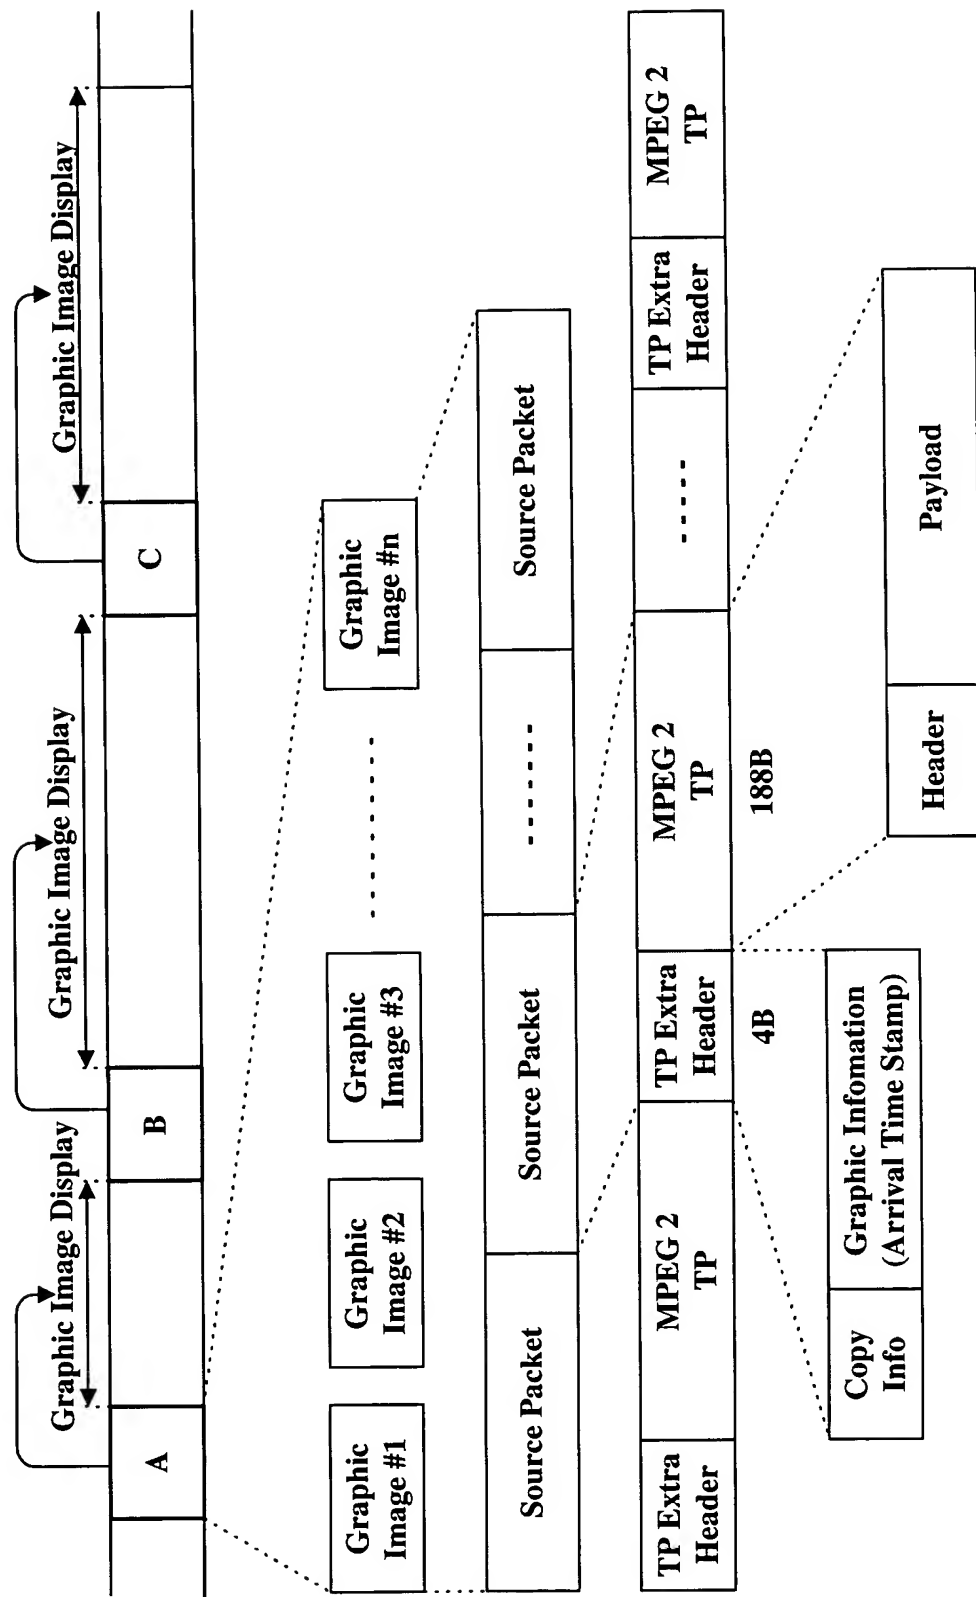 Graphic Image Display
Graphic Image Display
Graphic Image Display
A
B
C
Graphic
Image #1
Graphic
Image #2
Graphic
Image #3
Graphic
Image #n
Source Packet
Source Packet
Source Packet
TP Extra
Header
MPEG 2
TP
TP Extra
Header
MPEG 2
TP
TP Extra
Header
MPEG 2
TP
4B
188B
Copy
Info
Graphic Infomation
(Arrival Time Stamp)
Header
Payload